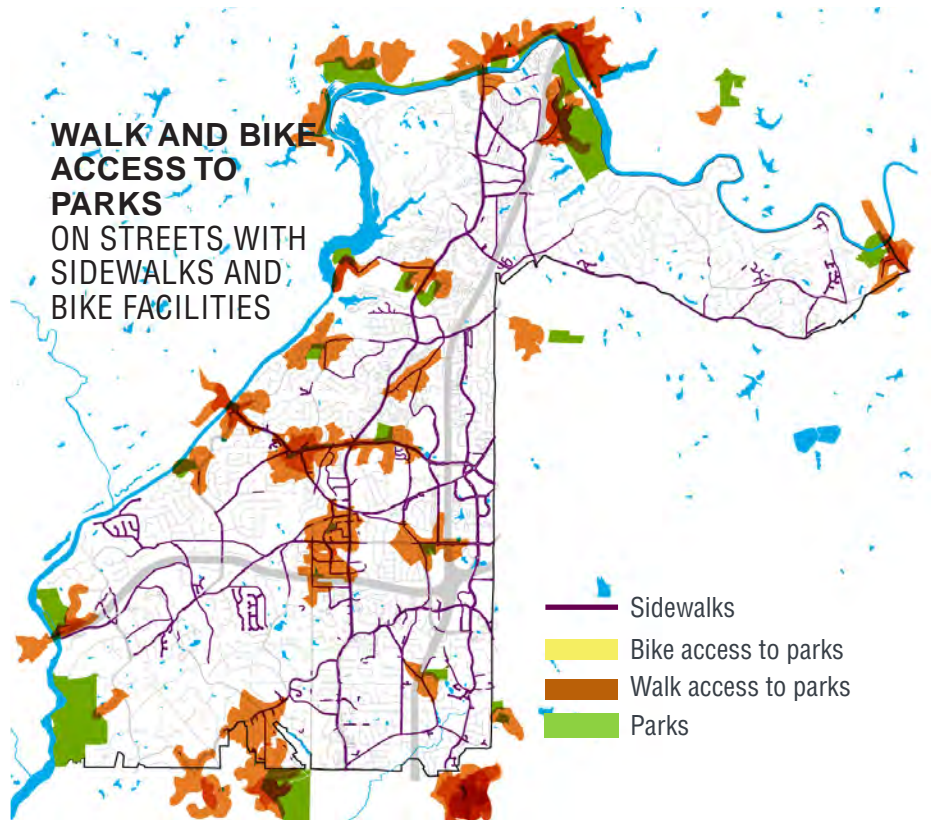 WALK AND BIKE
ACCESS TO
PARKS
ON STREETS WITH
SIDEWALKS AND
BIKE FACILITIES
Sidewalks
Bike access to parks
Walk access to parks
Parks